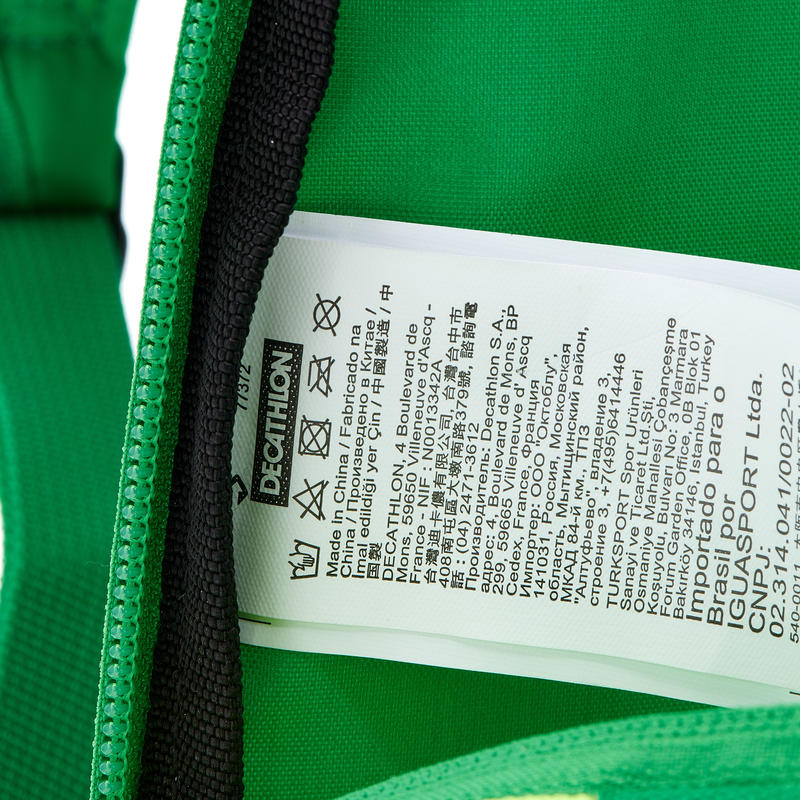 77372
DECATHLON
Made in China / Fabricado na
China / Произведено в Китае /
Imal edildiği yer Çin / 中國製造 / 中
国製
DECATHLON, 4 Boulevard de
Mons, 59650 Villeneuve d'Ascq -
France - NIF : N0013342A
台灣迪卡儂有限公司, 台灣台中市
408南屯區大墩南路379號, 諮詢電
話 : (04) 2471-3612
Производитель: Decathlon S.A.,
адрес: 4, Boulevard de Mons, BP
299, 59665 Villeneuve d'Ascq
Cedex, France, Франция
Импортер: ООО "Октоблу",
141031, Россия, Московская
область, Мытищинский район,
МКАД 84-й км. ТПЗ
"Алтуфьево", владение 3,
строение 3, +7(495)6414446
TURKSPORT Spor Ürünleri
Sanayi ve Ticaret Ltd.Şti,
Osmaniye Mahallesi Çobançeşme
Koşuyolu, Bulvarı No. 3 Marmara
Forum Garden Office, 3B Blok 01
Bakırköy 34146, Istanbul, Turkey
Importado para o
Brasil por
IGUASPORT Ltda.
CNPJ:
02.314.041/0022-02
540-0011